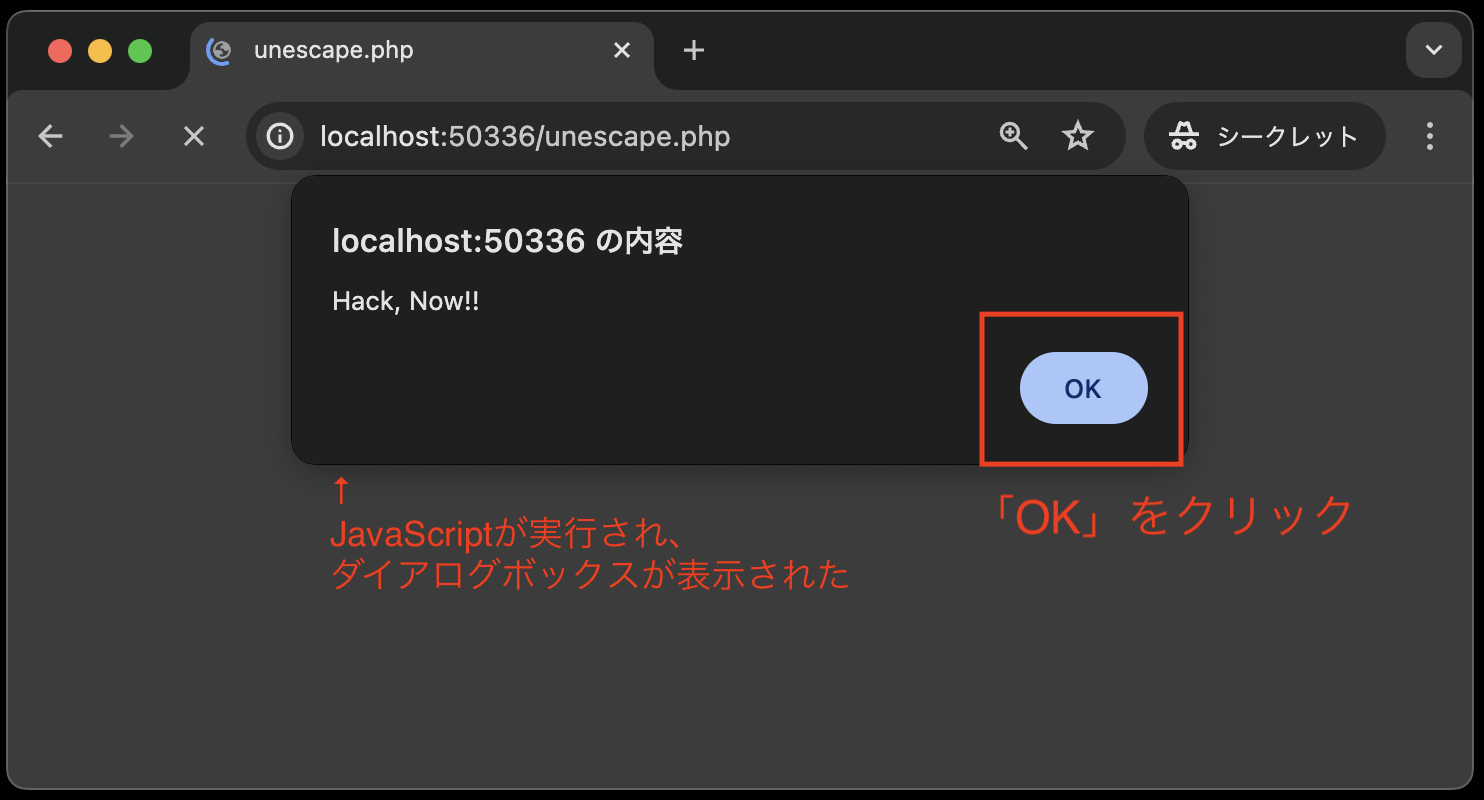 unescape.php
localhost:50336/unescape.php
シークレット
localhost:50336 の内容
Hack, Now!!
OK
↑
JavaScriptが実行され、
ダイアログボックスが表示された
「OK」をクリック